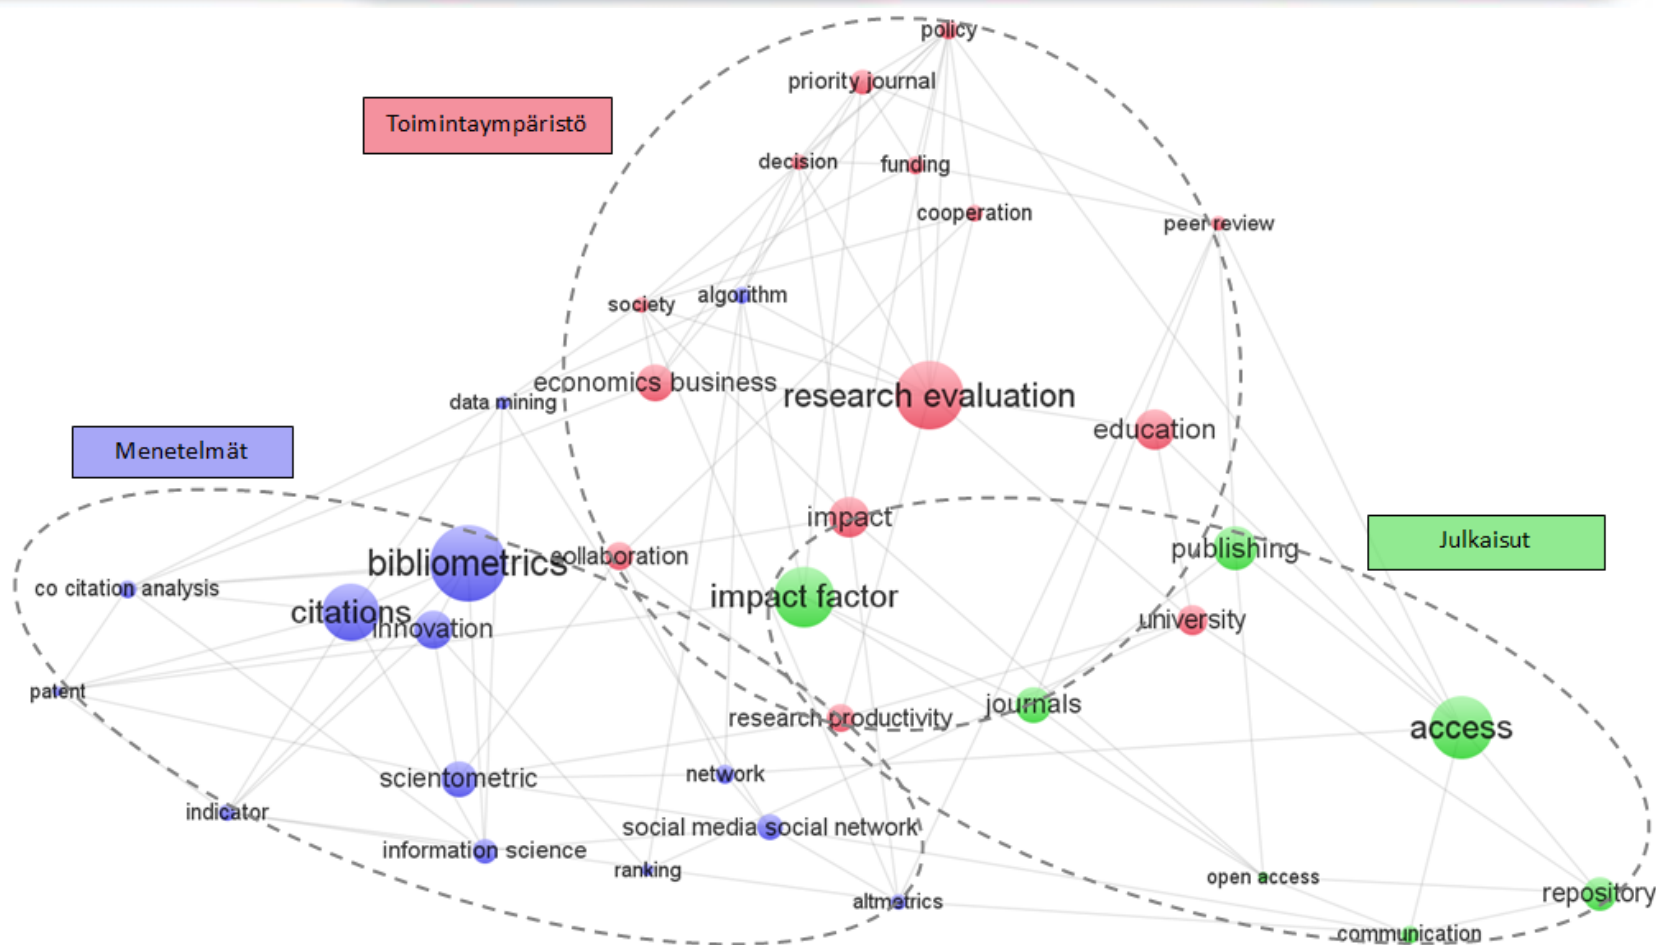 policy
priority journal
Toimintaympäristö
decision
funding
cooperation
peer review
society
algorithm
economics business
research evaluation
data mining
education
Menetelmät
impact
publishing
Julkaisut
collaboration
bibliometrics
co citation analysis
impact factor
citations
innovation
university
patent
journals
research productivity
access
network
scientometric
indicator
social media social network
information science
ranking
open access
repository
altmetrics
communication